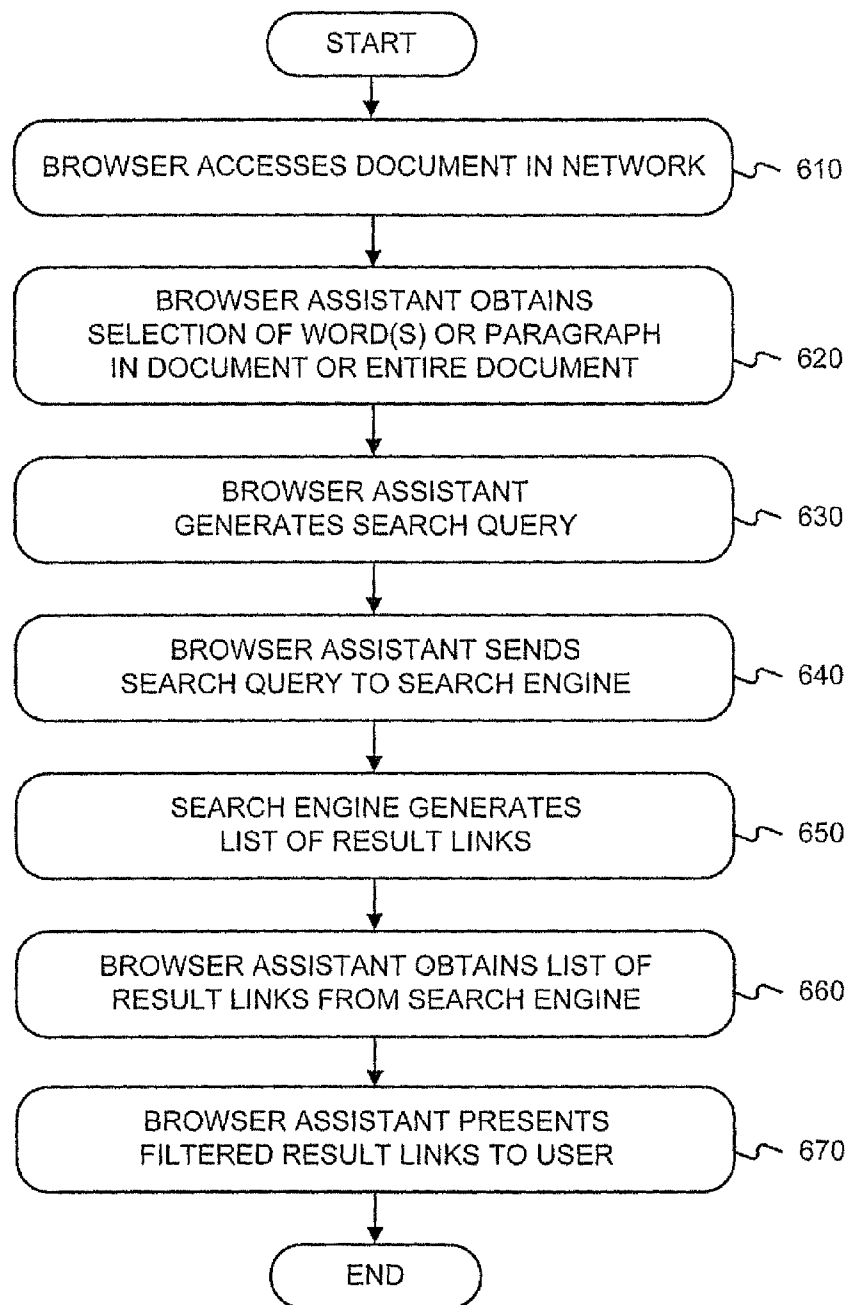 START
BROWSER ACCESSES DOCUMENT IN NETWORK
610
BROWSER ASSISTANT OBTAINS
SELECTION OF WORD(S) OR PARAGRAPH
IN DOCUMENT OR ENTIRE DOCUMENT
620
BROWSER ASSISTANT
GENERATES SEARCH QUERY
630
BROWSER ASSISTANT SENDS
SEARCH QUERY TO SEARCH ENGINE
640
SEARCH ENGINE GENERATES
LIST OF RESULT LINKS
650
BROWSER ASSISTANT OBTAINS LIST OF
RESULT LINKS FROM SEARCH ENGINE
660
BROWSER ASSISTANT PRESENTS
FILTERED RESULT LINKS TO USER
670
END